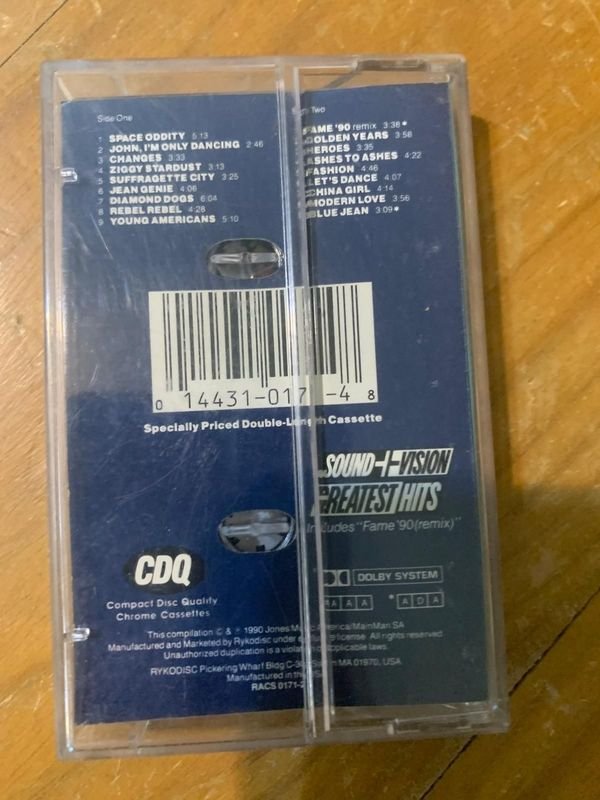 Side One
1 SPACE ODDITY 5:13
2 JOHN, I'M ONLY DANCING 2:46
3 CHANGES 3:33
4 ZIGGY STARDUST 3:13
5 SUFFRAGETTE CITY 3:25
6 JEAN GENIE 4:06
7 DIAMOND DOGS 6:04
8 REBEL REBEL 4:28
9 YOUNG AMERICANS 5:10
Two
FAME '90 remix 3:38*
GOLDEN YEARS 3:58
HEROES 3:35
ASHES TO ASHES 4:22
FASHION 4:46
LET'S DANCE 4:07
CHINA GIRL 4:14
MODERN LOVE 3:56
BLUE JEAN 3:09*
0 14431-017 -4 8
Specially Priced Double-Length Cassette
SOUND+VISION
GREATEST HITS
Includes "Fame '90 (remix)"
CDQ
Compact Disc Quality
Chrome Cassettes
DOLBY SYSTEM
A A A * A D A
This compilation © & ℗ 1990 Jones Music America/MainMan SA
Manufactured and Marketed by Rykodisc under license. All rights reserved
Unauthorized duplication is a violation applicable laws.
RYKODISC Pickering Wharf Bldg MA 01970, USA
Manufactured in the USA
RACS 0171-2